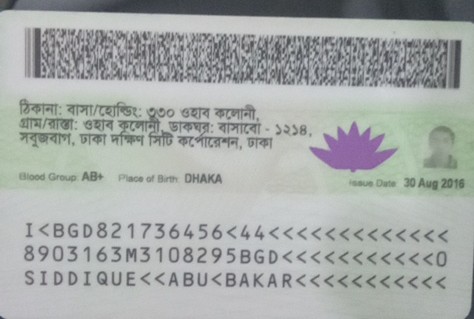 ঠিকানা: বাসা/হোল্ডিং: ৩৩০ ওহাব কলোনী,
গ্রাম/রাস্তা: ওহাব কলোনী, ডাকঘর: বাসাবো - ১২১৪,
সবুজবাগ, ঢাকা দক্ষিণ সিটি কর্পোরেশন, ঢাকা
Blood Group: AB+ Place of Birth: DHAKA Issue Date: 30 Aug 2016
I<BGD821736456<44<<<<<<<<<<<<<
8903163M3108295BGD<<<<<<<<<<<0
SIDDIQUE<<ABU<BAKAR<<<<<<<<<<<